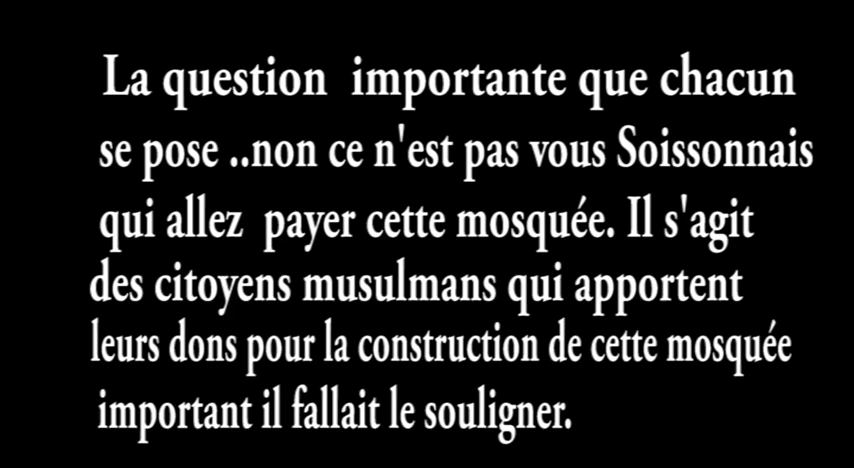 La question importante que chacun
se pose ..non ce n'est pas vous Soissonnais
qui allez payer cette mosquée. Il s'agit
des citoyens musulmans qui apportent
leurs dons pour la construction de cette mosquée
important il fallait le souligner.